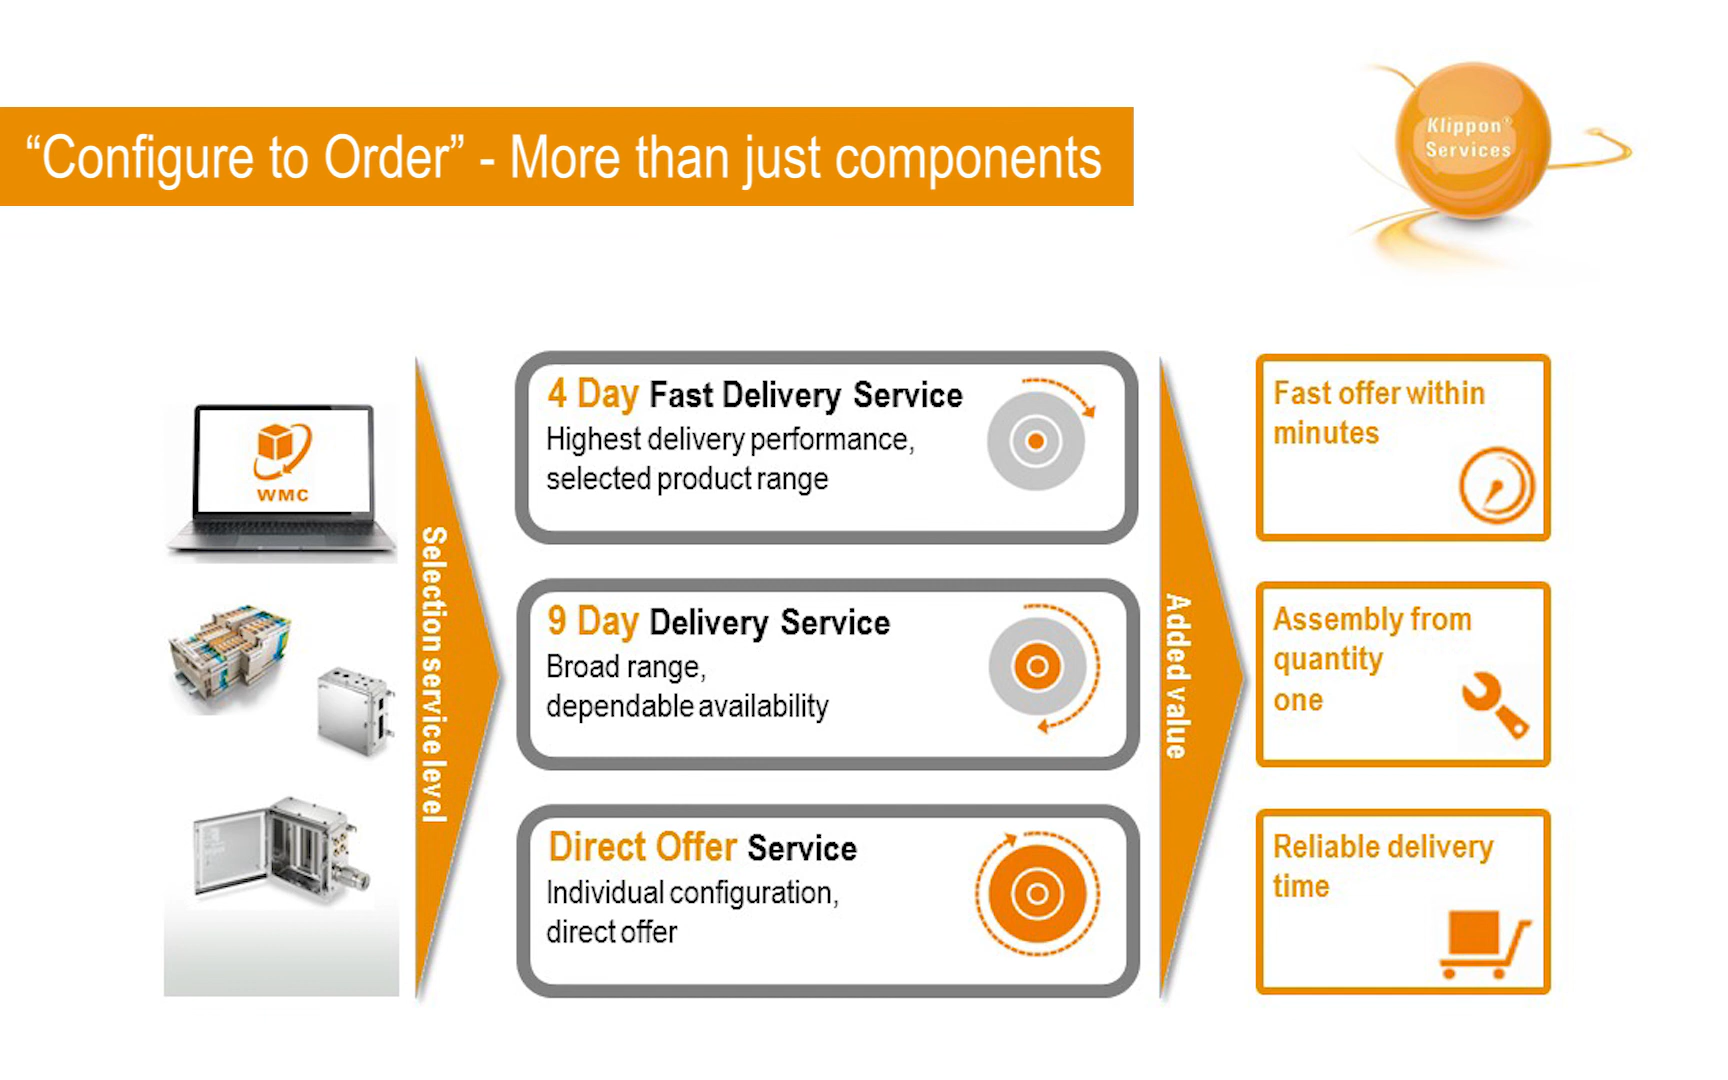 “Configure to Order” - More than just components
Klippon®
Services
WMC
Selection service level
4 Day Fast Delivery Service
Highest delivery performance,
selected product range
9 Day Delivery Service
Broad range,
dependable availability
Direct Offer Service
Individual configuration,
direct offer
Added value
Fast offer within
minutes
Assembly from
quantity
one
Reliable delivery
time